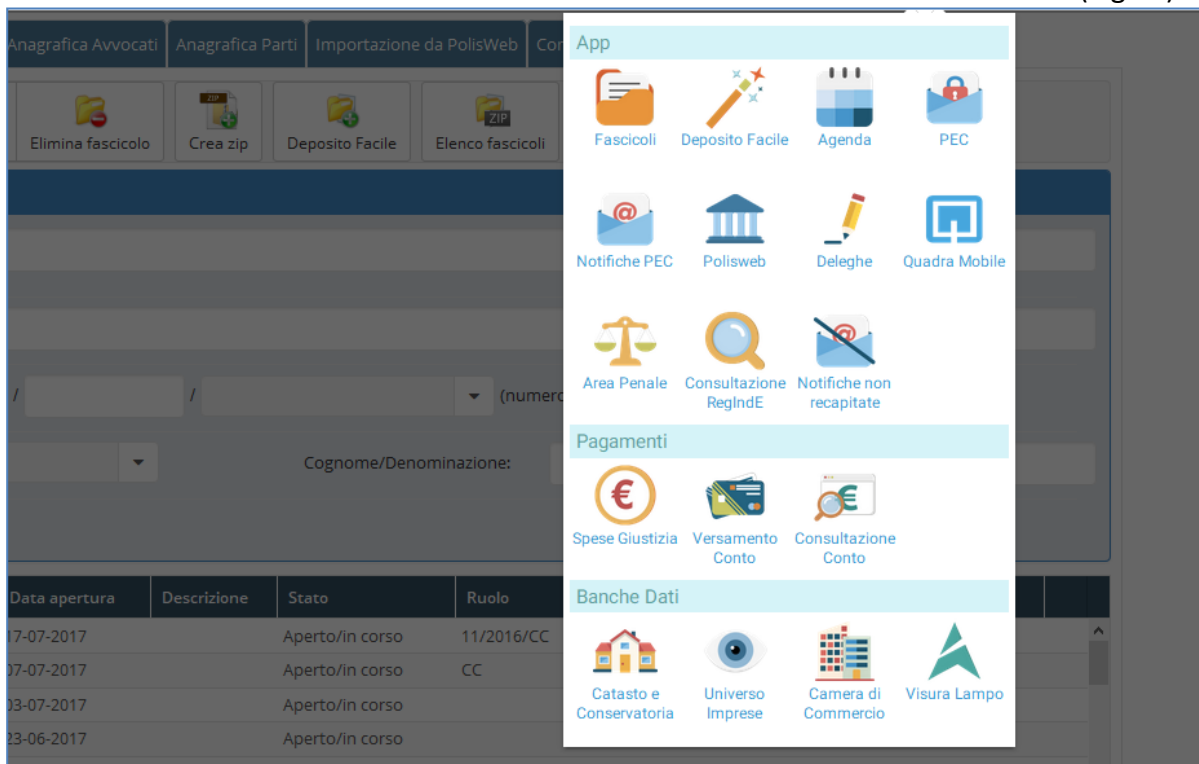 Anagrafica Avvocati Anagrafica Parti Importazione da PolisWeb Con
Elimina fascicolo Crea zip Deposito Facile Elenco fascicoli
ZIP ZIP
/ / (numero
Cognome/Denominazione:
Data apertura Descrizione Stato Ruolo
17-07-2017 Aperto/in corso 11/2016/CC
07-07-2017 Aperto/in corso CC
03-07-2017 Aperto/in corso
23-06-2017 Aperto/in corso
App
Fascicoli Deposito Facile Agenda PEC
Notifiche PEC Polisweb Deleghe Quadra Mobile
Area Penale Consultazione Notifiche non
RegIndE recapitate
Pagamenti
Spese Giustizia Versamento Consultazione
Conto Conto
Banche Dati
Catasto e Universo Camera di Visura Lampo
Conservatoria Imprese Commercio